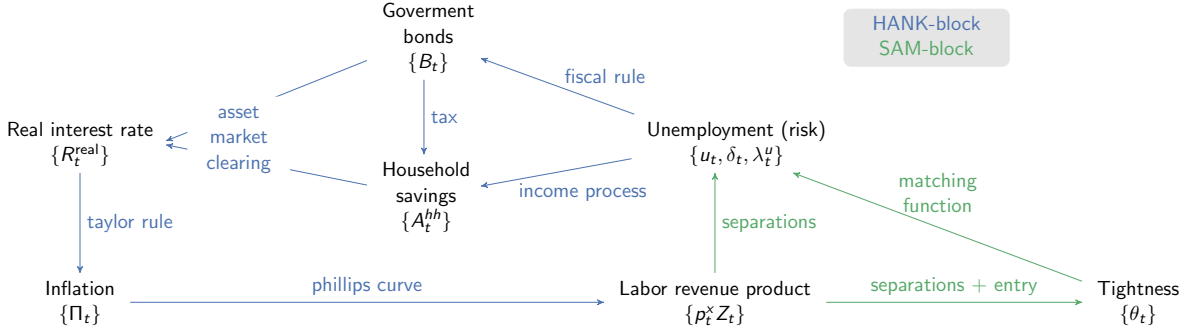 Goverment
bonds
{B_t}
HANK-block
SAM-block
fiscal rule
asset
market
clearing
tax
Real interest rate
{R_t^real}
Unemployment (risk)
{u_t, δ_t, λ_t^u}
Household
savings
{A_t^hh}
income process
matching
function
taylor rule
separations
Inflation
{Π_t}
phillips curve
Labor revenue product
{p_t^x Z_t}
separations + entry
Tightness
{θ_t}